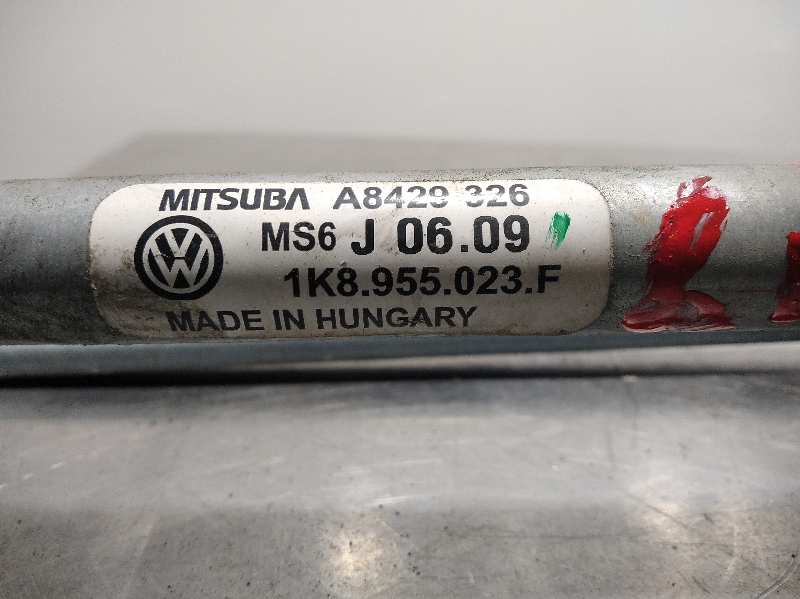 MITSUBA A8429 326
MS6 J 06.09
1K8.955.023.F
MADE IN HUNGARY